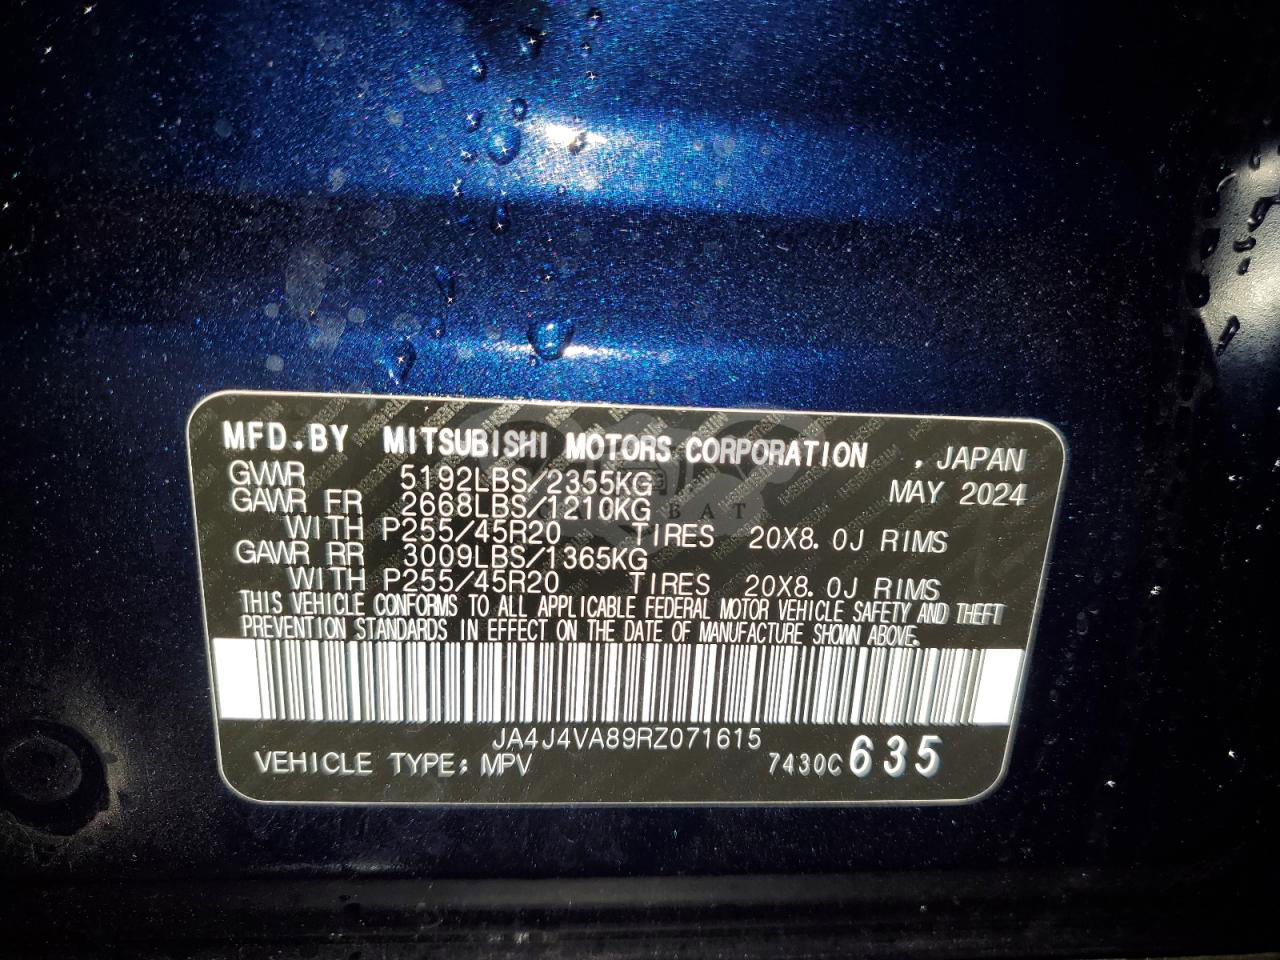 MFD.BY MITSUBISHI MOTORS CORPORATION , JAPAN
GVWR 5192LBS/2355KG MAY 2024
GAWR FR 2668LBS/1210KG
WITH P255/45R20 TIRES 20X8.0J RIMS
GAWR RR 3009LBS/1365KG
WITH P255/45R20 TIRES 20X8.0J RIMS
THIS VEHICLE CONFORMS TO ALL APPLICABLE FEDERAL MOTOR VEHICLE SAFETY AND THEFT
PREVENTION STANDARDS IN EFFECT ON THE DATE OF MANUFACTURE SHOWN ABOVE.
JA4J4VA89RZ071615
VEHICLE TYPE: MPV 7430C 635